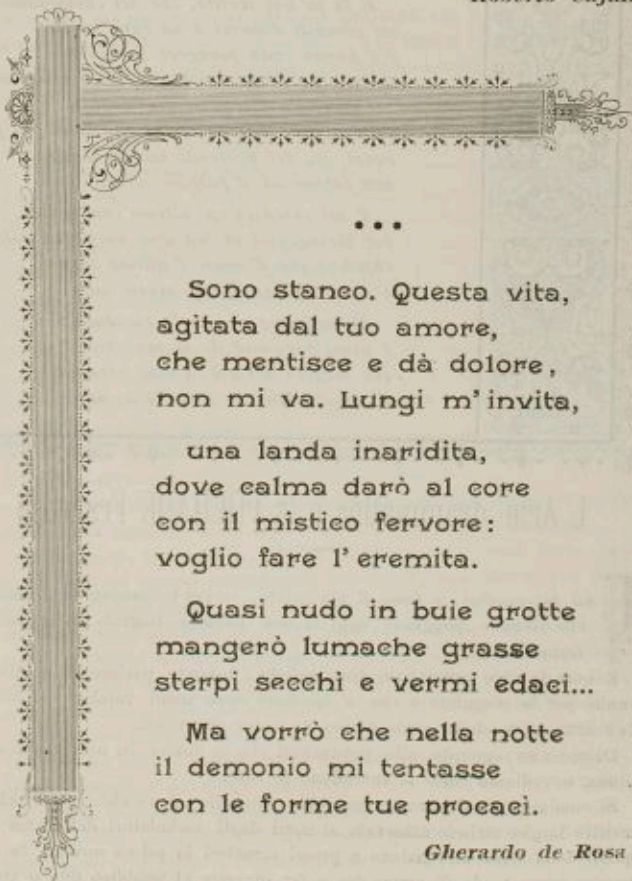 Roberto
...
Sono stanco. Questa vita,
agitata dal tuo amore,
che mentisce e dà dolore,
non mi va. Lungi m'invita,
una landa inaridita,
dove calma darò al core
con il mistico fervore:
voglio fare l'eremita.
Quasi nudo in buie grotte
mangerò lumache grasse
sterpi secchi e vermi edaci...
Ma vorrò che nella notte
il demonio mi tentasse
con le forme tue procaci.
Gherardo de Rosa